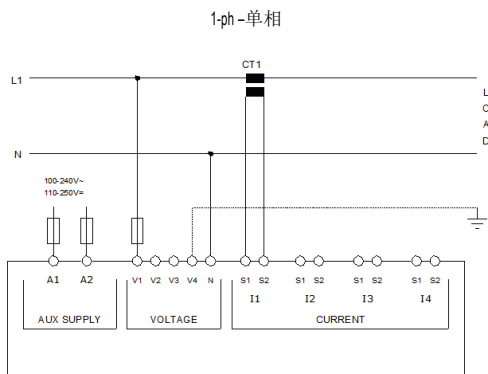 1-ph –单相
CT1
L1
L
O
A
D
N
100-240V~
110-250V=
A1 A2 V1 V2 V3 V4 N S1 S2 S1 S2 S1 S2 S1 S2
I1 I2 I3 I4
AUX SUPPLY VOLTAGE CURRENT